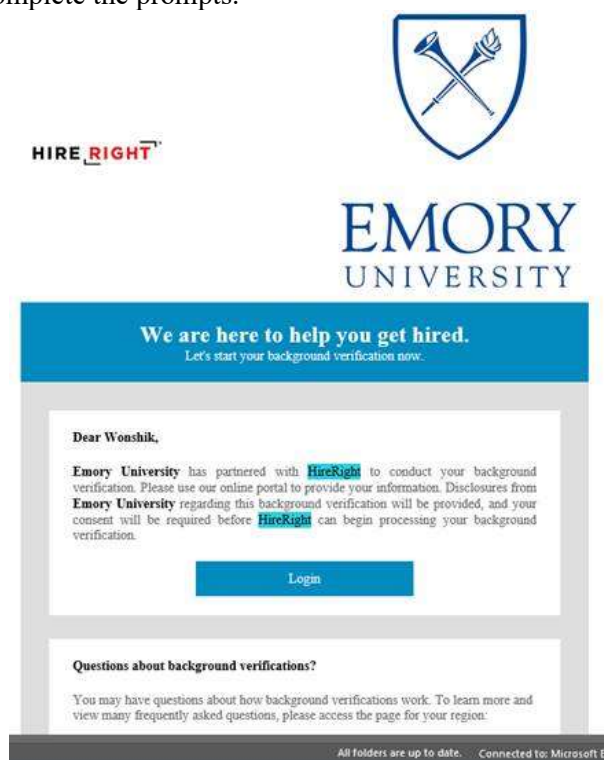 complete the prompts.
HIRE RIGHT
EMORY
UNIVERSITY
We are here to help you get hired.
Let's start your background verification now.
Dear Wonshik,
Emory University has partnered with HireRight to conduct your background
verification. Please use our online portal to provide your information. Disclosures from
Emory University regarding this background verification will be provided, and your
consent will be required before HireRight can begin processing your background
verification.
Login
Questions about background verifications?
You may have questions about how background verifications work. To learn more and
view many frequently asked questions, please access the page for your region:
All folders are up to date. Connected to: Microsoft E